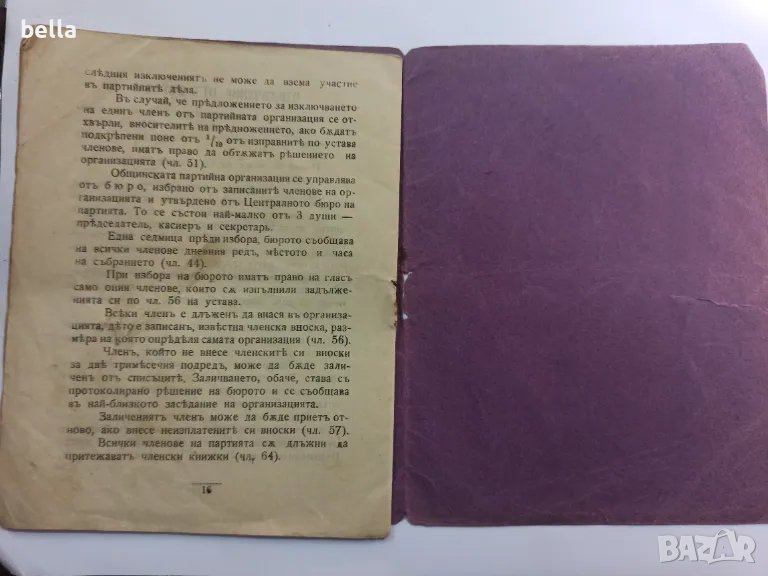 bella
слѣдния изключениятъ не може да взема участие
въ партийнитѣ дѣла.
Въ случай, че прѣдложението за изключването
на единъ членъ отъ партийната организация се от-
хвърли, вносителитѣ на прѣдложението, ако бѫдатъ
подкрѣпени поне отъ 1/10 отъ изправнитѣ по устава
членове, иматъ право да обтѫжатъ рѣшението на
организацията (чл. 51).
Общинската партийна организация се управлява
отъ бюро, избрано отъ записанитѣ членове на ор-
ганизацията и утвърдено отъ Централното бюро на
партията. То се състои най-малко отъ 3 души —
прѣдседатель, касиеръ и секретарь.
Една седмица прѣди избора, бюрото съобщава
на всички членове дневния редъ, мѣстото и часа
на събранието (чл. 44).
При избора на бюрото иматъ право на гласъ
само ония членове, които сѫ изпълнили задълже-
нията си по чл. 56 на устава.
Всѣки членъ е длъженъ да внася въ организа-
цията, дѣто е записанъ, извѣстна членска вноска, раз-
мѣра на която опрѣдѣля самата организация (чл. 56).
Членъ, който не внесе членскитѣ си вноски
за двѣ тримѣсечия подредъ, може да бѫде зали-
ченъ отъ списъцитѣ. Заличването, обаче, става съ
протоколирано рѣшение на бюрото и се съобщава
въ най-близкото засѣдание на организацията.
Заличениятъ членъ може да бѫде приетъ от-
ново, ако внесе неизплатенитѣ си вноски (чл. 57).
Всички членове на партията сѫ длъжни да
притежаватъ членски книжки (чл. 64).
16
BAZAR